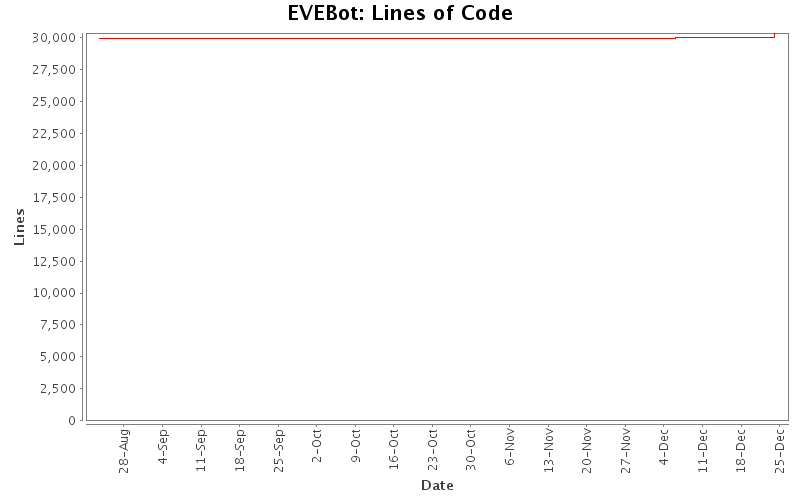 EVEBot: Lines of Code
30,000
27,500
25,000
22,500
20,000
17,500
15,000
12,500
10,000
7,500
5,000
2,500
0
Lines
28-Aug
4-Sep
11-Sep
18-Sep
25-Sep
2-Oct
9-Oct
16-Oct
23-Oct
30-Oct
6-Nov
13-Nov
20-Nov
27-Nov
4-Dec
11-Dec
18-Dec
25-Dec
Date